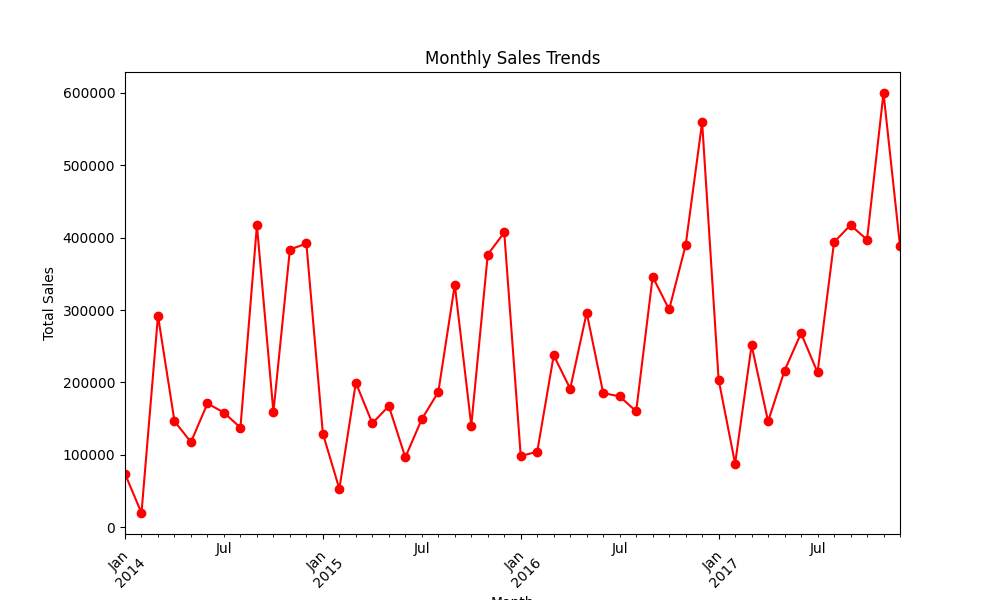 Monthly Sales Trends
600000
500000
400000
300000
200000
100000
0
Total Sales
Jan
2014
Jul
Jan
2015
Jul
Jan
2016
Jul
Jan
2017
Jul
Month